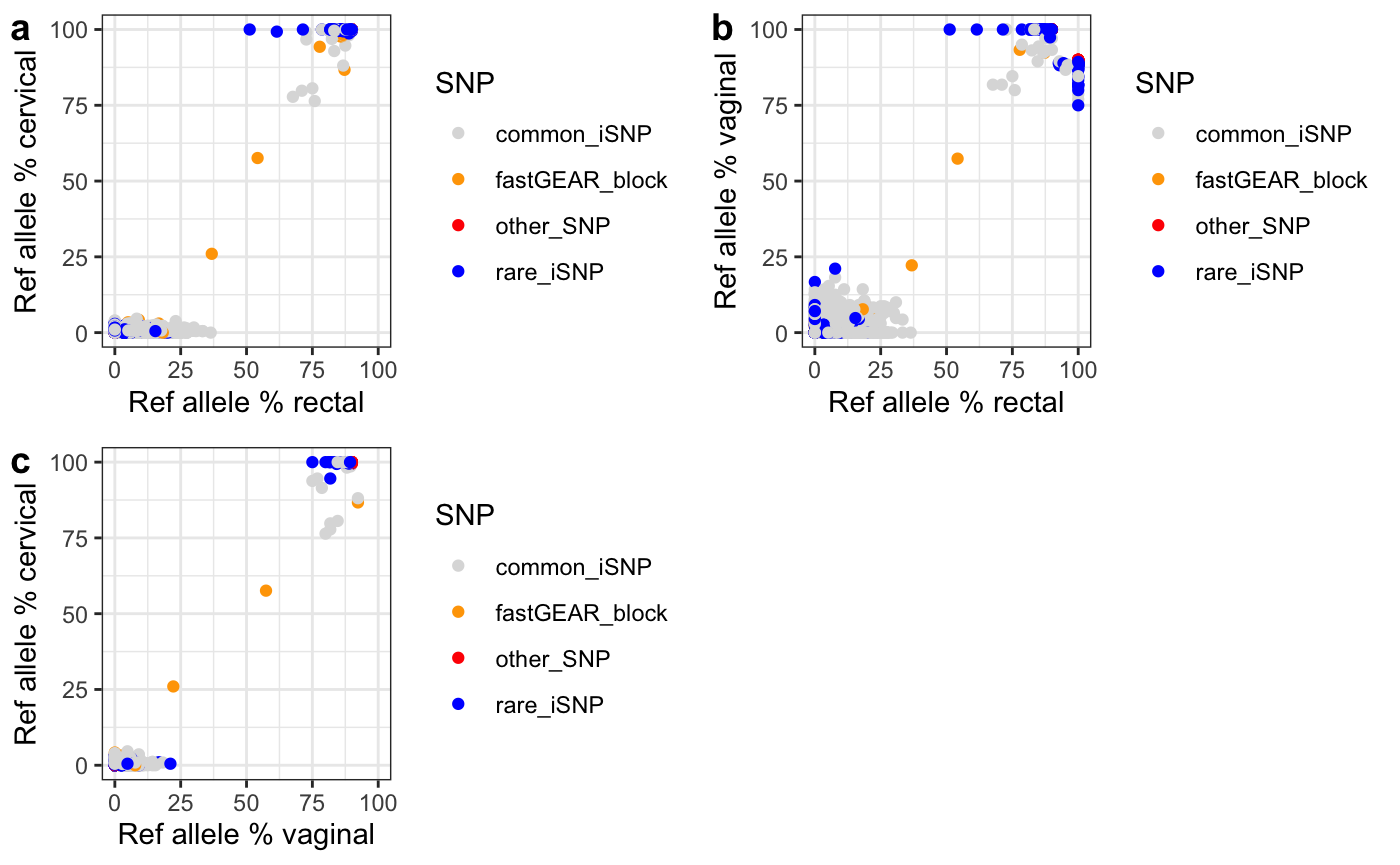 a
Ref allele % cervical
100
75
50
25
0
0 25 50 75 100
Ref allele % rectal
SNP
common_iSNP
fastGEAR_block
other_SNP
rare_iSNP
b
Ref allele % vaginal
100
75
50
25
0
0 25 50 75 100
Ref allele % rectal
SNP
common_iSNP
fastGEAR_block
other_SNP
rare_iSNP
c
Ref allele % cervical
100
75
50
25
0
0 25 50 75 100
Ref allele % vaginal
SNP
common_iSNP
fastGEAR_block
other_SNP
rare_iSNP